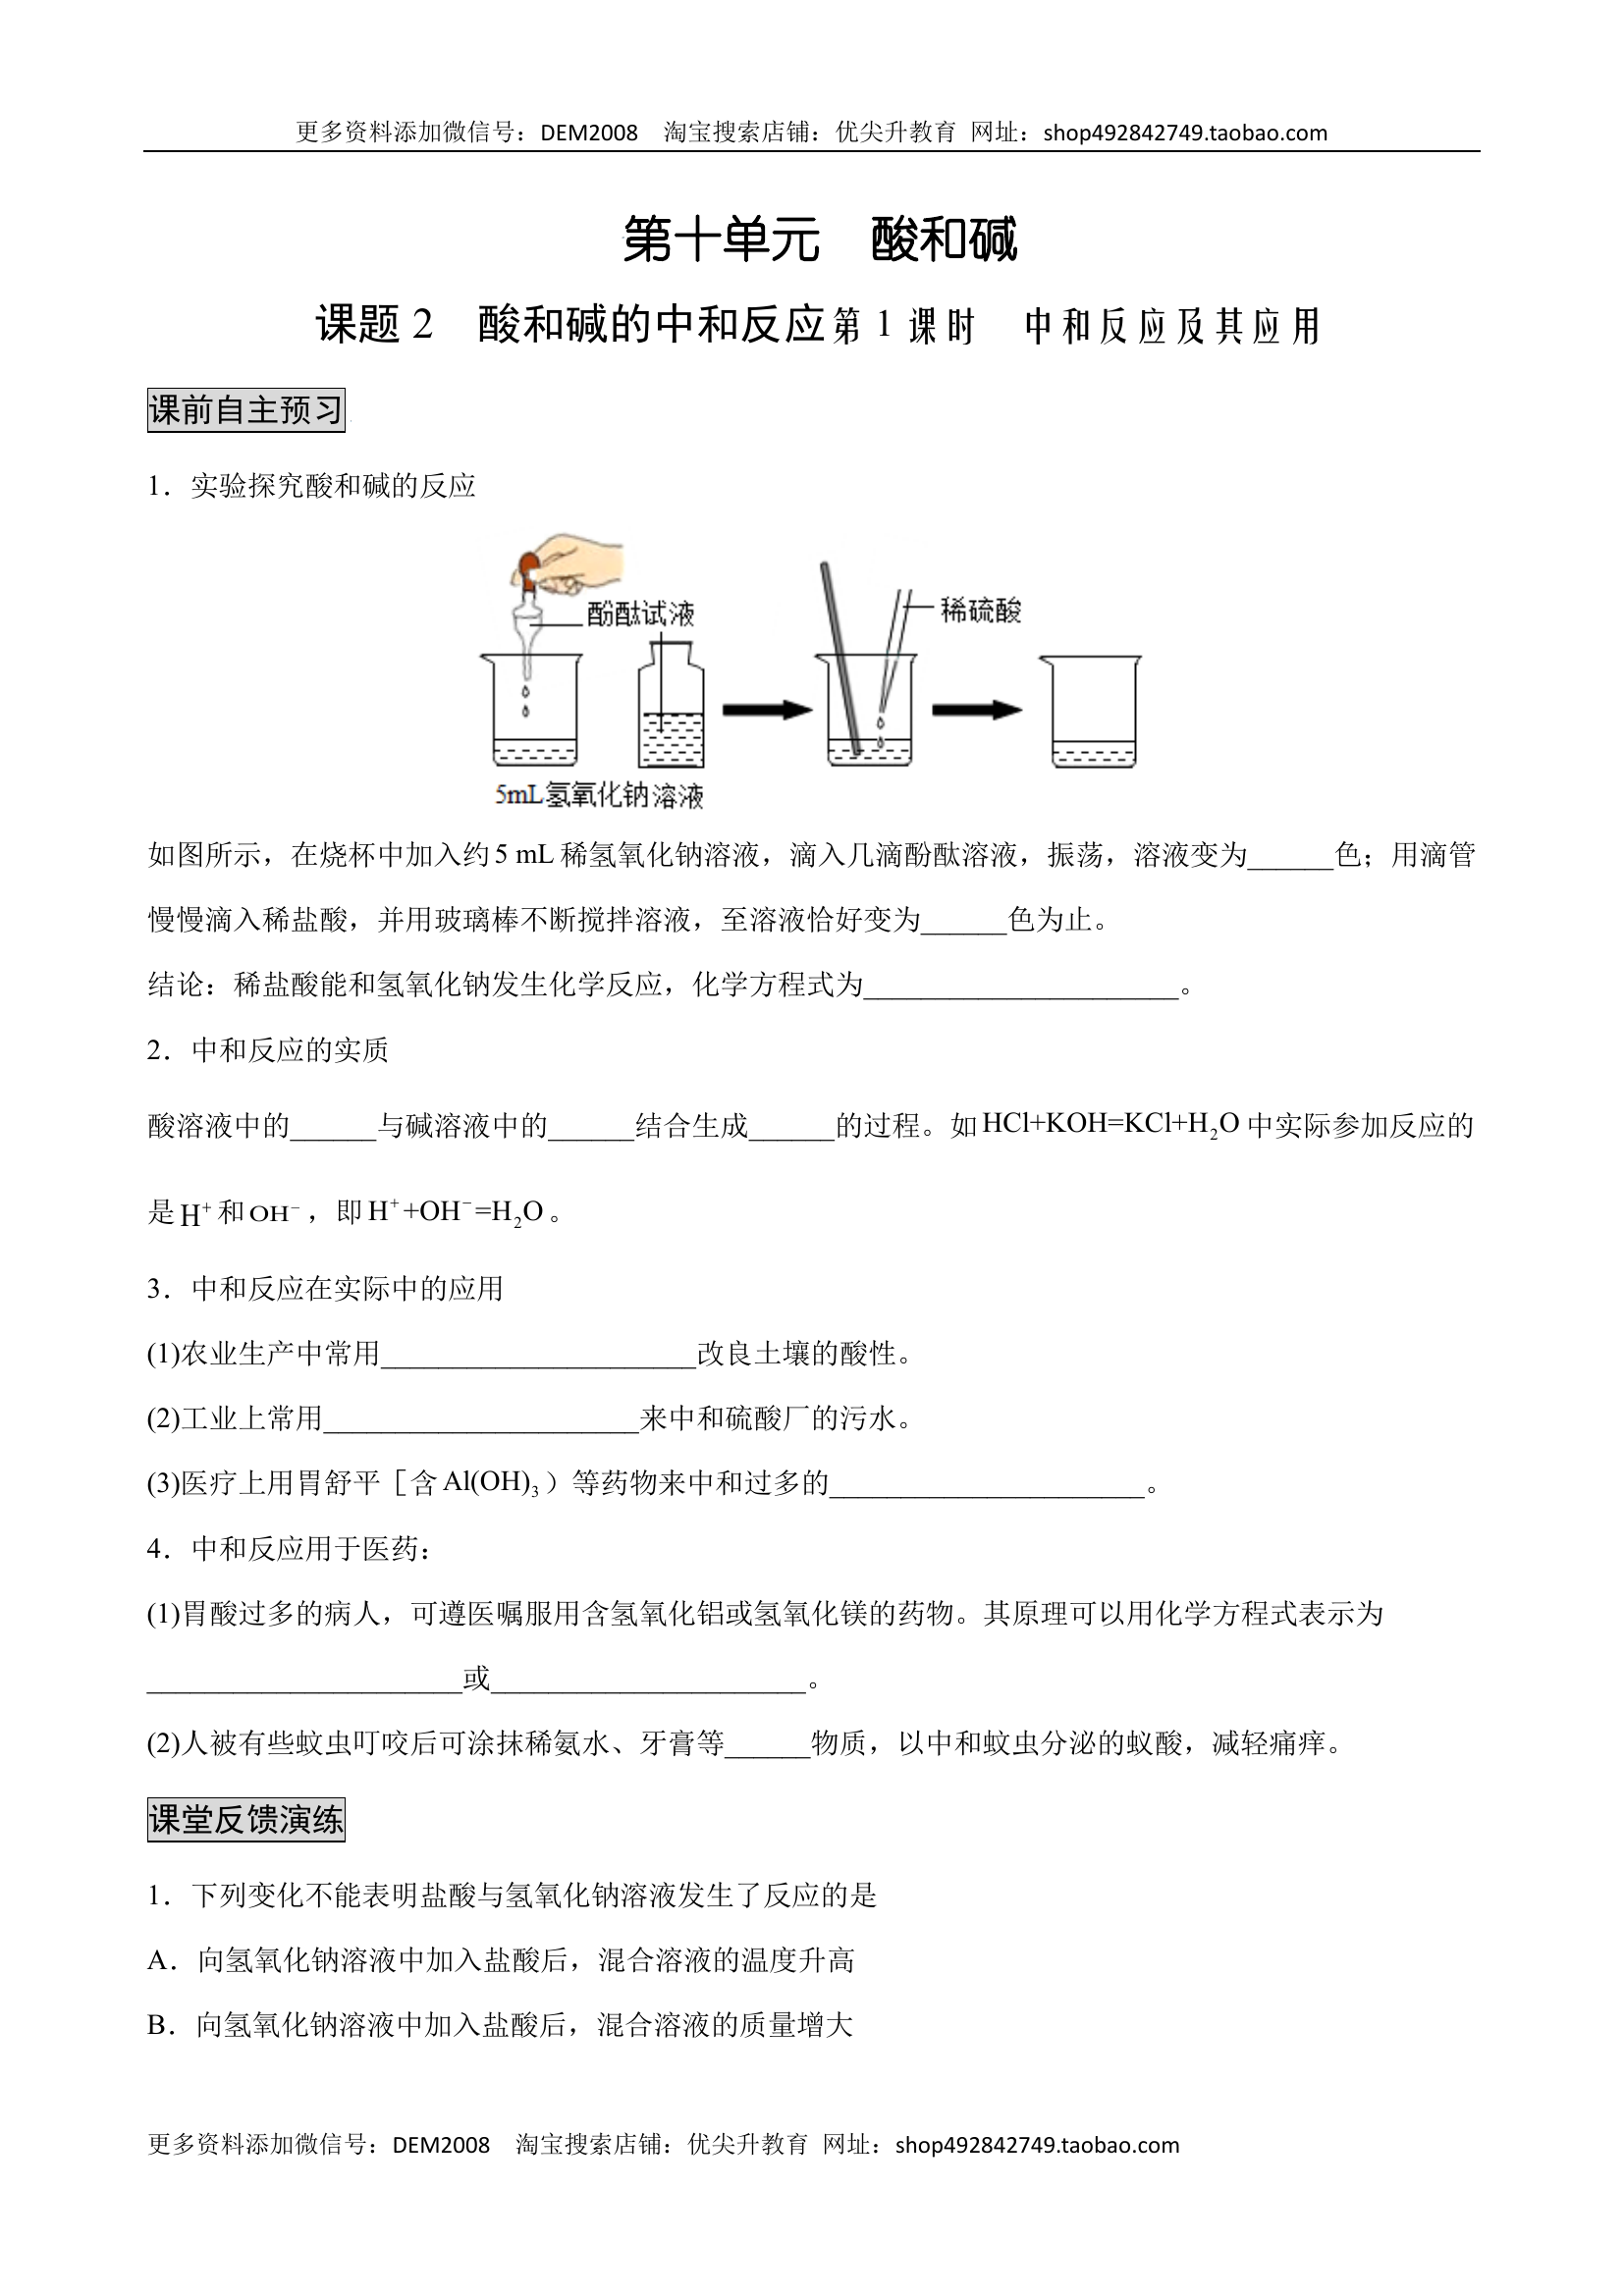 更多资料添加微信号：DEM2008　淘宝搜索店铺：优尖升教育 网址：shop492842749.taobao.com
第十单元　酸和碱
课题 2　酸和碱的中和反应第 1 课时　中和反应及其应用
课前自主预习
1．实验探究酸和碱的反应
酚酞试液
稀硫酸
5mL氢氧化钠溶液
如图所示，在烧杯中加入约 5 mL 稀氢氧化钠溶液，滴入几滴酚酞溶液，振荡，溶液变为______色；用滴管
慢慢滴入稀盐酸，并用玻璃棒不断搅拌溶液，至溶液恰好变为______色为止。
结论：稀盐酸能和氢氧化钠发生化学反应，化学方程式为______________________。
2．中和反应的实质
酸溶液中的______与碱溶液中的______结合生成______的过程。如 HCl+KOH=KCl+H₂O 中实际参加反应的
是 H⁺ 和 OH⁻ ，即 H⁺+OH⁻=H₂O 。
3．中和反应在实际中的应用
(1)农业生产中常用______________________改良土壤的酸性。
(2)工业上常用______________________来中和硫酸厂的污水。
(3)医疗上用胃舒平［含 Al(OH)₃ ）等药物来中和过多的______________________。
4．中和反应用于医药：
(1)胃酸过多的病人，可遵医嘱服用含氢氧化铝或氢氧化镁的药物。其原理可以用化学方程式表示为
______________________或______________________。
(2)人被有些蚊虫叮咬后可涂抹稀氨水、牙膏等______物质，以中和蚊虫分泌的蚁酸，减轻痛痒。
课堂反馈演练
1．下列变化不能表明盐酸与氢氧化钠溶液发生了反应的是
A．向氢氧化钠溶液中加入盐酸后，混合溶液的温度升高
B．向氢氧化钠溶液中加入盐酸后，混合溶液的质量增大
更多资料添加微信号：DEM2008　淘宝搜索店铺：优尖升教育 网址：shop492842749.taobao.com